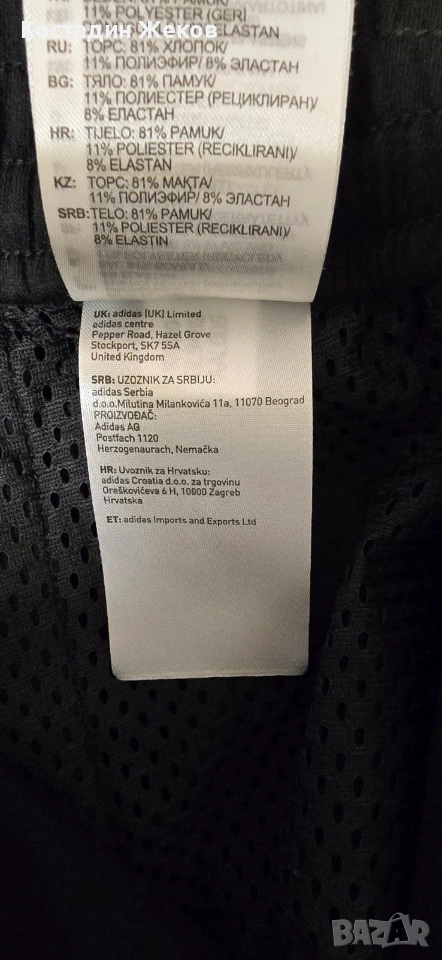 11% POLYESTER (GERİ
Костадин Жеков
ELASTAN
RU: ТОРС: 81% ХЛОПОК/
11% ПОЛИЭФИР/ 8% ЭЛАСТАН
BG: ТЯЛО: 81% ПАМУК/
11% ПОЛИЕСТЕР (РЕЦИКЛИРАН)/
8% ЕЛАСТАН
HR: TIJELO: 81% PAMUK/
11% POLIESTER (RECIKLIRANI)/
8% ELASTAN
KZ: ТОРС: 81% МАҚТА/
11% ПОЛИЭФИР/ 8% ЭЛАСТАН
SRB: TELO: 81% PAMUK/
11% POLIESTER (RECIKLIRANI)/
8% ELASTIN
UK: adidas (UK) Limited
adidas centre
Pepper Road, Hazel Grove
Stockport, SK7 5SA
United Kingdom
SRB: UZOZNIK ZA SRBIJU:
adidas Serbia
d.o.o.Milutina Milankovića 11a, 11070 Beograd
PROIZVOĐAČ:
Adidas AG
Postfach 1120
Herzogenaurach, Nemačka
HR: Uvoznik za Hrvatsku:
adidas Croatia d.o.o. za trgovinu
Oreškovićeva 6 H, 10000 Zagreb
Hrvatska
ET: adidas Imports and Exports Ltd
BAZAR